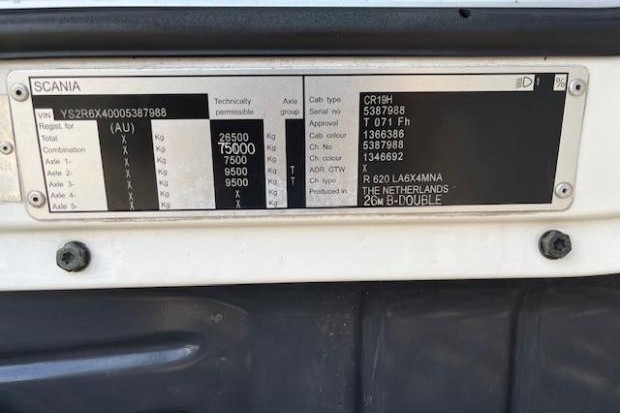 SCANIA
VIN YS2R6X40005387988
Technically permissible
Axle group
Regist. for (AU)
Total X Kg 26500 Kg
Combination X Kg 75000 Kg
Axle 1- X Kg 7500 Kg
Axle 2- X Kg 9500 Kg T
Axle 3- X Kg 9500 Kg T
Axle 4- X Kg X Kg
Axle 5- X Kg X Kg
%
Cab type CR19H
Serial no 5387988
Approval T 071 Fh
Cab colour 1366386
Ch No 5387988
Ch colour 1346692
ADR GTW X
Ch type R 620 LA6X4MNA
Produced in THE NETHERLANDS
26M B-DOUBLE